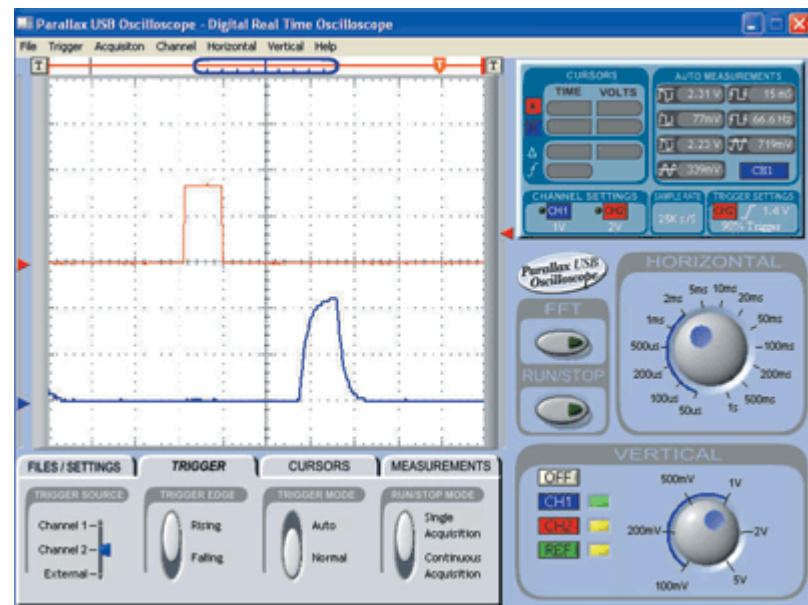 Parallax USB Oscilloscope - Digital Real Time Oscilloscope
File Trigger Acquisiton Channel Horizontal Vertical Help
T T T
CURSORS
TIME VOLTS
A
Δ
f
AUTO MEASUREMENTS
2.31 V 15 mS
77mV 66.6 Hz
2.23 V 719mV
339mV CH1
CHANNEL SETTINGS
CH1 CH2
1V 2V
SAMPLE RATE
25K s/S
TRIGGER SETTINGS
CH2 1.4 V
90% Trigger
Parallax USB
Oscilloscope
FFT
RUN/STOP
HORIZONTAL
5ms 10ms
2ms 20ms
1ms 50ms
500us 100ms
200us 200ms
100us 500ms
50us 1s
VERTICAL
OFF
CH1
CH2
REF
500mV 1V
200mV 2V
100mV 5V
FILES / SETTINGS TRIGGER CURSORS MEASUREMENTS
TRIGGER SOURCE
Channel 1
Channel 2
External
TRIGGER EDGE
Rising
Falling
TRIGGER MODE
Auto
Normal
RUN/STOP MODE
Single
Acquisition
Continuous
Acquisition